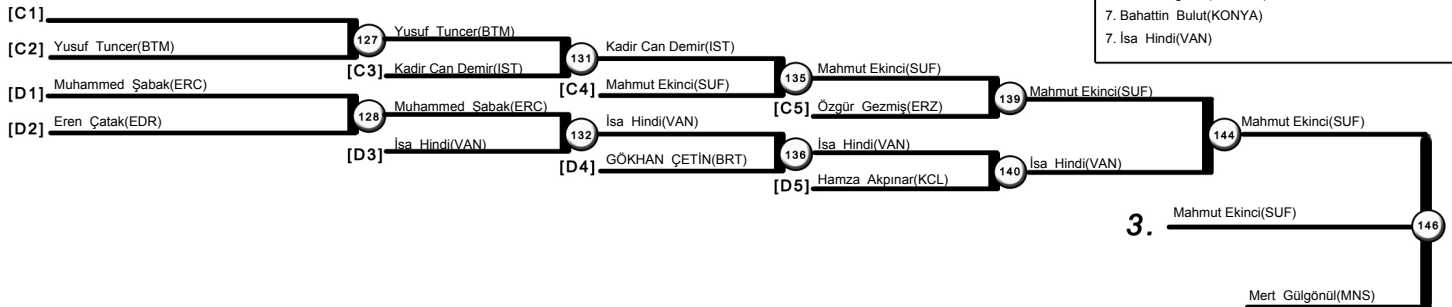 7. Bahattin Bulut(KONYA)
7. İsa Hindi(VAN)
[C1]
[C2] Yusuf Tuncer(BTM)
127
Yusuf Tuncer(BTM)
[C3] Kadir Can Demir(IST)
131
Kadir Can Demir(IST)
[C4] Mahmut Ekinci(SUF)
135
Mahmut Ekinci(SUF)
[C5] Özgür Gezmiş(ERZ)
139
Mahmut Ekinci(SUF)
[D1] Muhammed Şabak(ERC)
[D2] Eren Çatak(EDR)
128
Muhammed Şabak(ERC)
[D3] İsa Hindi(VAN)
132
İsa Hindi(VAN)
[D4] GÖKHAN ÇETİN(BRT)
136
İsa Hindi(VAN)
[D5] Hamza Akpınar(KCL)
140
İsa Hindi(VAN)
144
Mahmut Ekinci(SUF)
3. Mahmut Ekinci(SUF)
146
Mert Gülgönül(MNS)